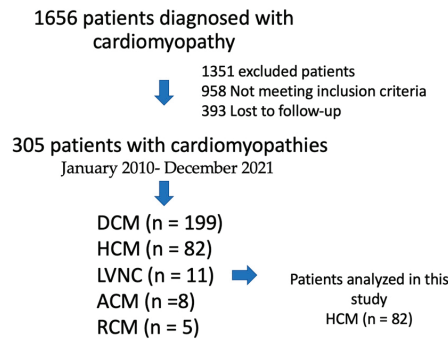 1656 patients diagnosed with
cardiomyopathy
1351 excluded patients
958 Not meeting inclusion criteria
393 Lost to follow-up
305 patients with cardiomyopathies
January 2010- December 2021
DCM (n = 199)
HCM (n = 82)
LVNC (n = 11)
ACM (n =8)
RCM (n = 5)
Patients analyzed in this
study
HCM (n = 82)